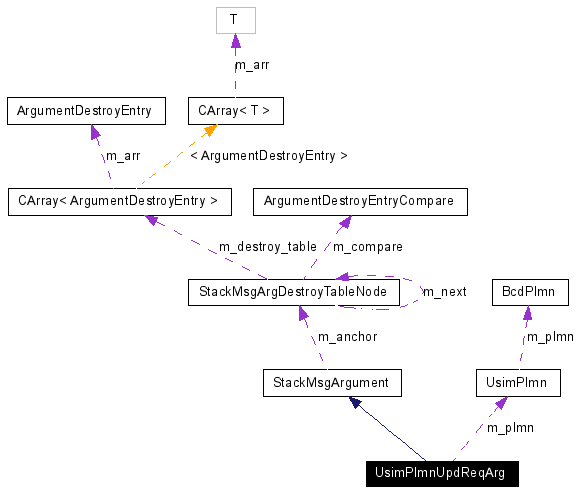 T
m_arr
ArgumentDestroyEntry
CArray< T >
m_arr
< ArgumentDestroyEntry >
CArray< ArgumentDestroyEntry >
ArgumentDestroyEntryCompare
m_destroy_table
m_compare
StackMsgArgDestroyTableNode
m_next
BcdPlmn
m_anchor
m_plmn
StackMsgArgument
UsimPlmn
m_plmn
UsimPlmnUpdReqArg